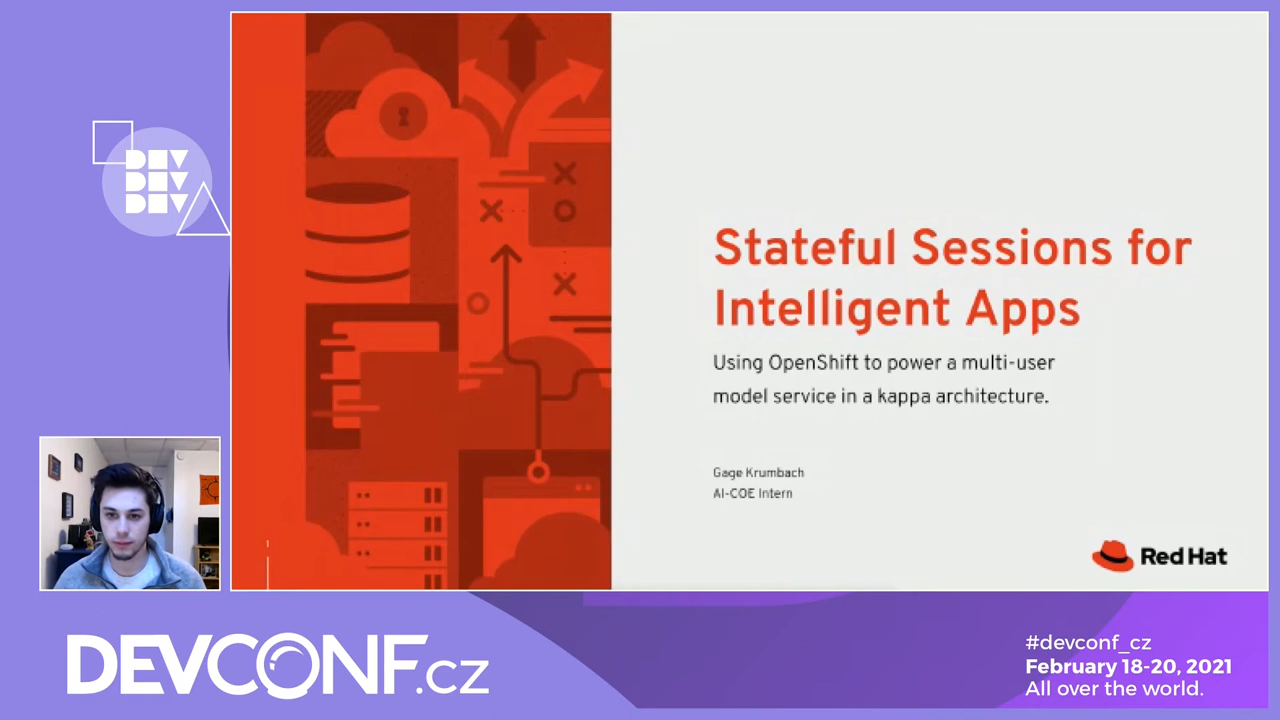 DEV
DEV
DEV
Stateful Sessions for
Intelligent Apps
Using OpenShift to power a multi-user
model service in a kappa architecture.
Gage Krumbach
AI-COE Intern
Red Hat
DEVCONF.cz
#devconf_cz
February 18-20, 2021
All over the world.